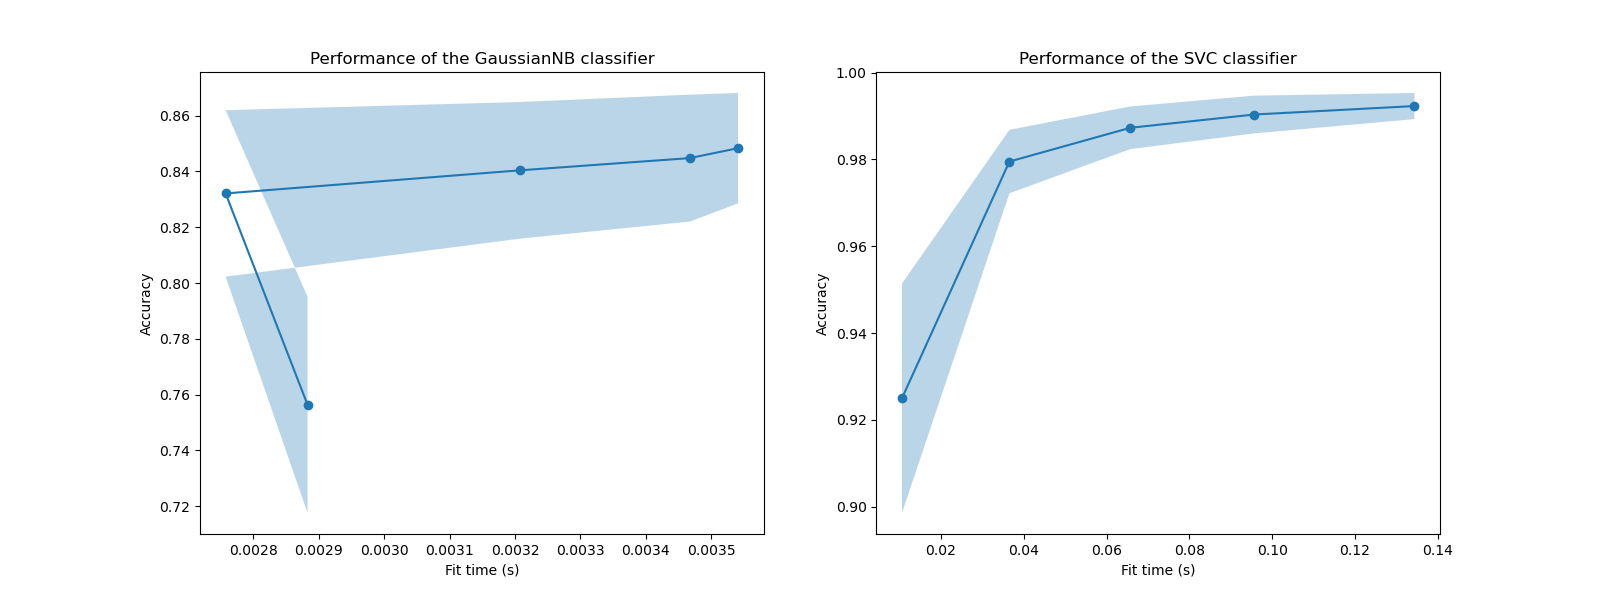 Performance of the GaussianNB classifier
Accuracy
0.86
0.84
0.82
0.80
0.78
0.76
0.74
0.72
0.0028 0.0029 0.0030 0.0031 0.0032 0.0033 0.0034 0.0035
Fit time (s)
Performance of the SVC classifier
Accuracy
1.00
0.98
0.96
0.94
0.92
0.90
0.02 0.04 0.06 0.08 0.10 0.12 0.14
Fit time (s)